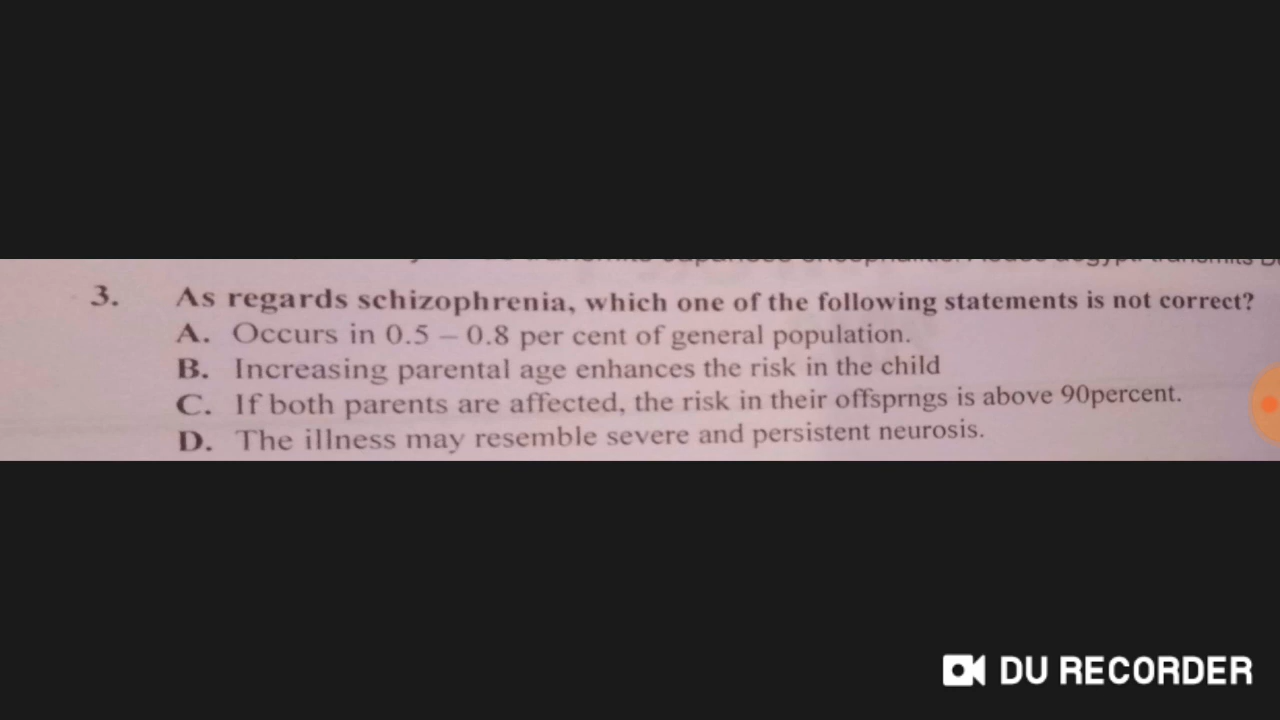 3. As regards schizophrenia, which one of the following statements is not correct?
A. Occurs in 0.5 – 0.8 per cent of general population.
B. Increasing parental age enhances the risk in the child
C. If both parents are affected, the risk in their offsprngs is above 90percent.
D. The illness may resemble severe and persistent neurosis.
DU RECORDER